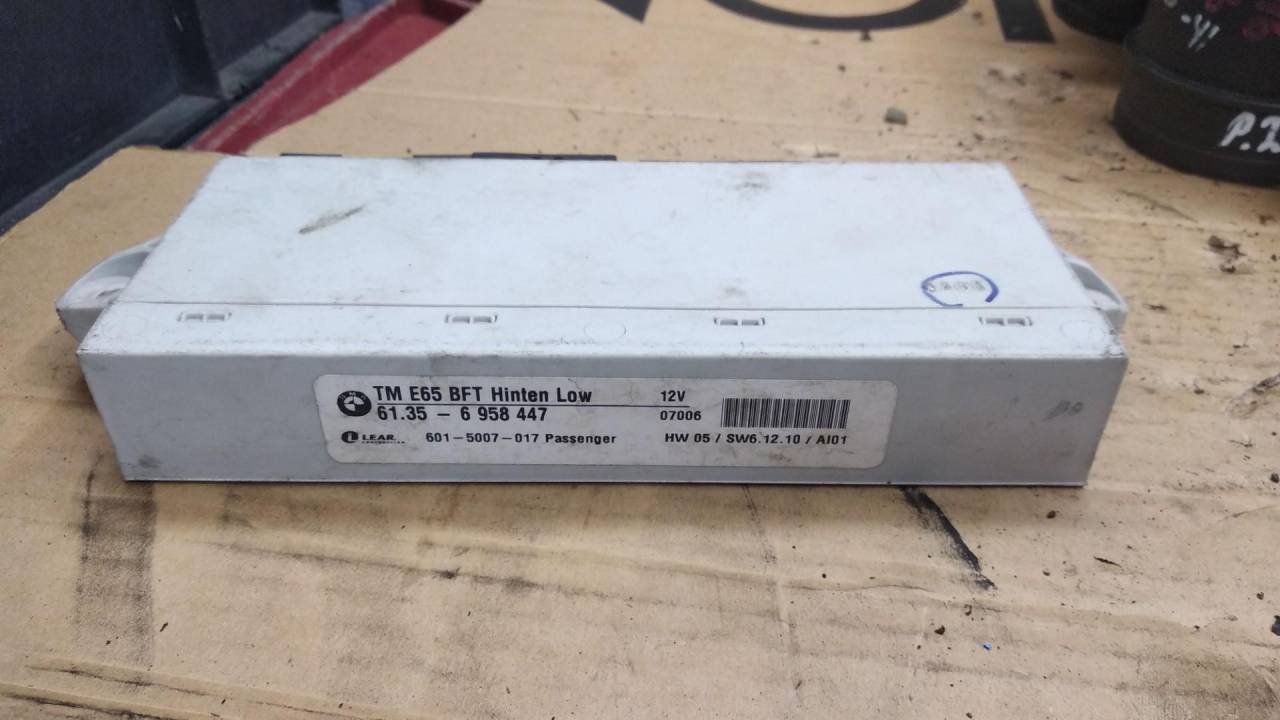 P.
TM E65 BFT Hinten Low 12V
61.35 – 6 958 447 07006
LEAR 601–5007–017 Passenger HW 05 / SW6.12.10 / AI01